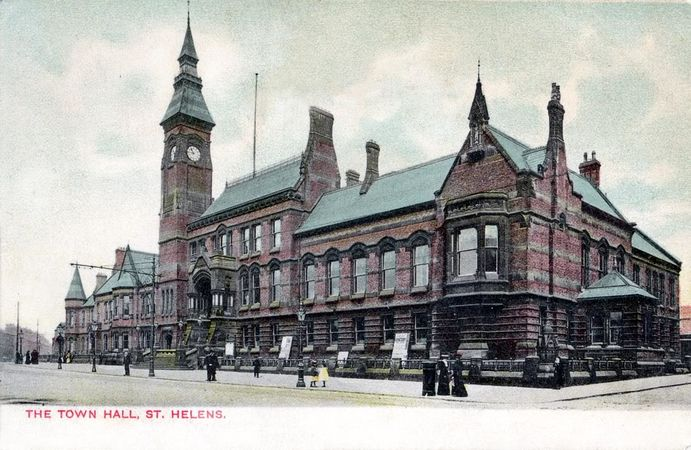 THE TOWN HALL, ST. HELENS.